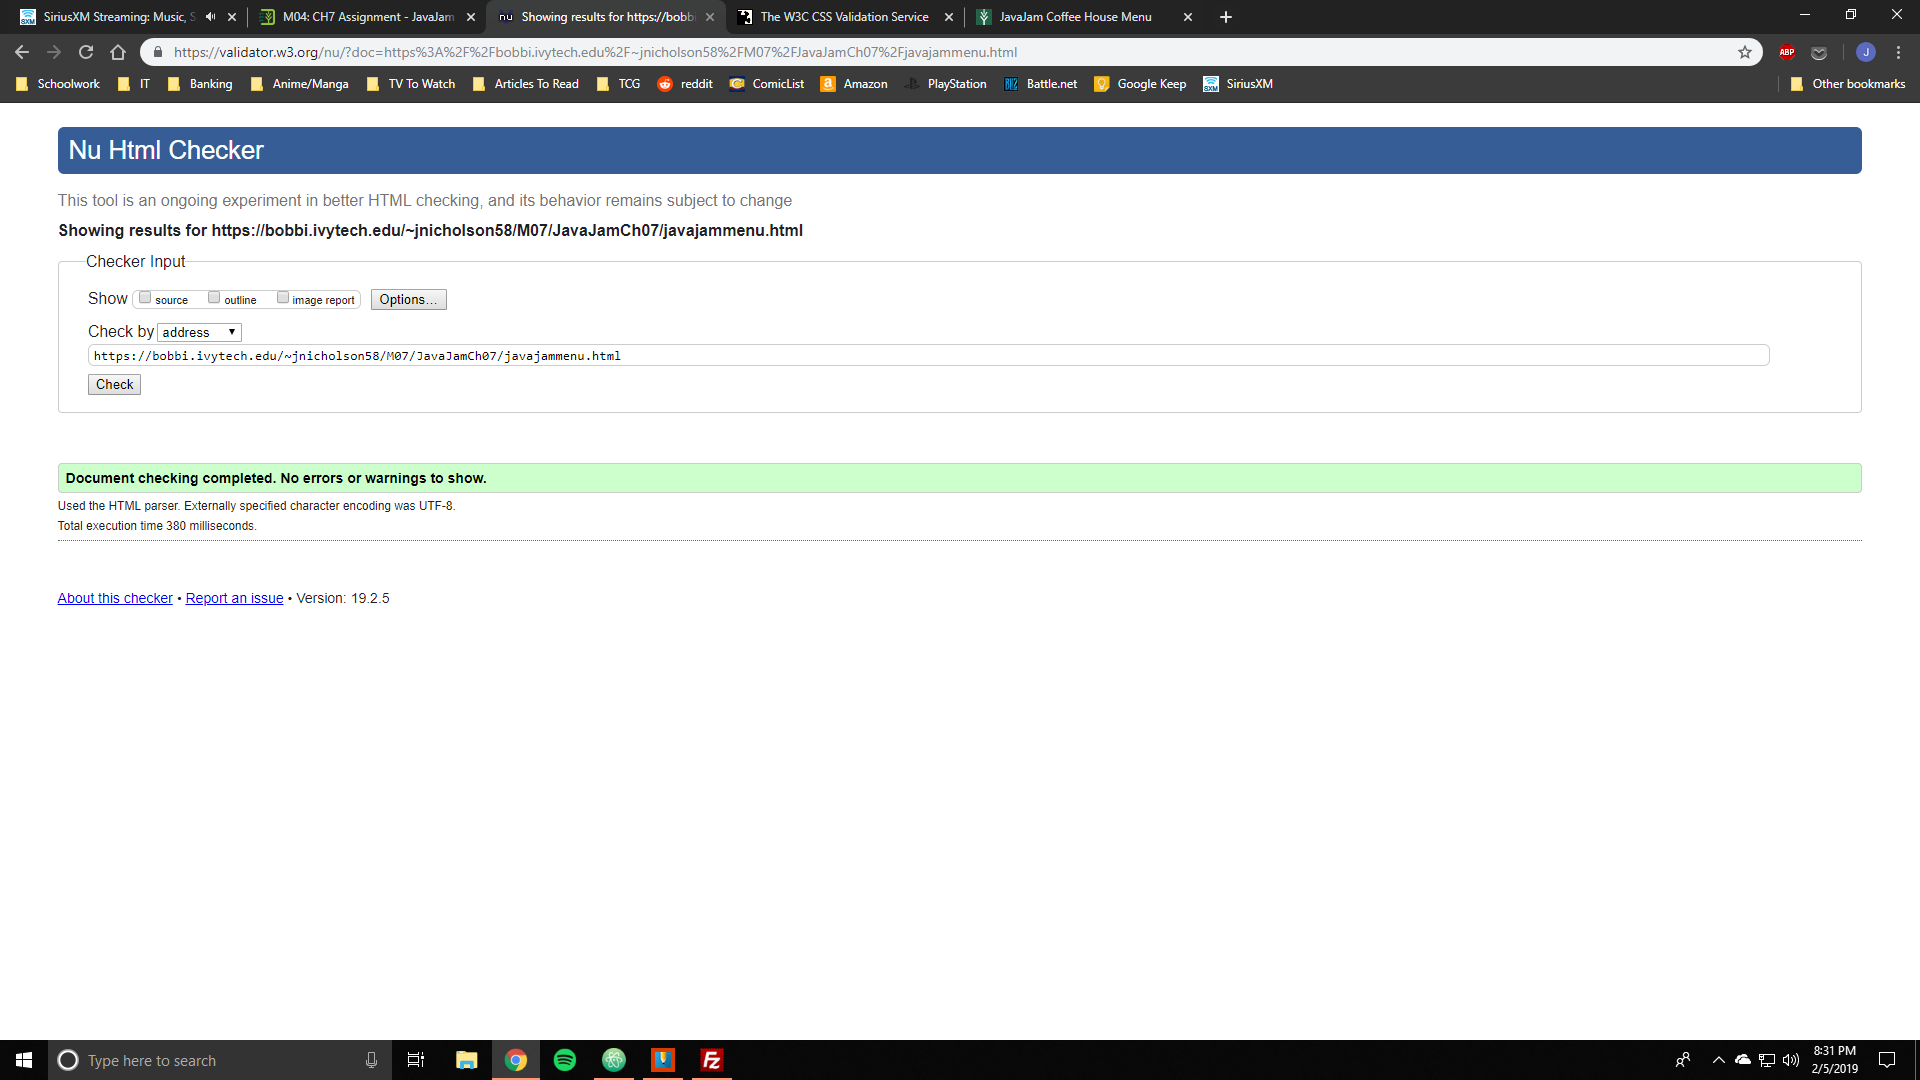 SiriusXM Streaming: Music, S
M04: CH7 Assignment - JavaJam
nu Showing results for https://bobbi
The W3C CSS Validation Service
JavaJam Coffee House Menu
https://validator.w3.org/nu/?doc=https%3A%2F%2Fbobbi.ivytech.edu%2F~jnicholson58%2FM07%2FJavaJamCh07%2Fjavajammenu.html
ABP
J
Schoolwork IT Banking Anime/Manga TV To Watch Articles To Read TCG reddit ComicList Amazon PlayStation Battle.net Google Keep SiriusXM Other bookmarks
Nu Html Checker
This tool is an ongoing experiment in better HTML checking, and its behavior remains subject to change
Showing results for https://bobbi.ivytech.edu/~jnicholson58/M07/JavaJamCh07/javajammenu.html
Checker Input
Show source outline image report Options...
Check by address
https://bobbi.ivytech.edu/~jnicholson58/M07/JavaJamCh07/javajammenu.html
Check
Document checking completed. No errors or warnings to show.
Used the HTML parser. Externally specified character encoding was UTF-8.
Total execution time 380 milliseconds.
About this checker • Report an issue • Version: 19.2.5
Type here to search
Fz
8:31 PM
2/5/2019